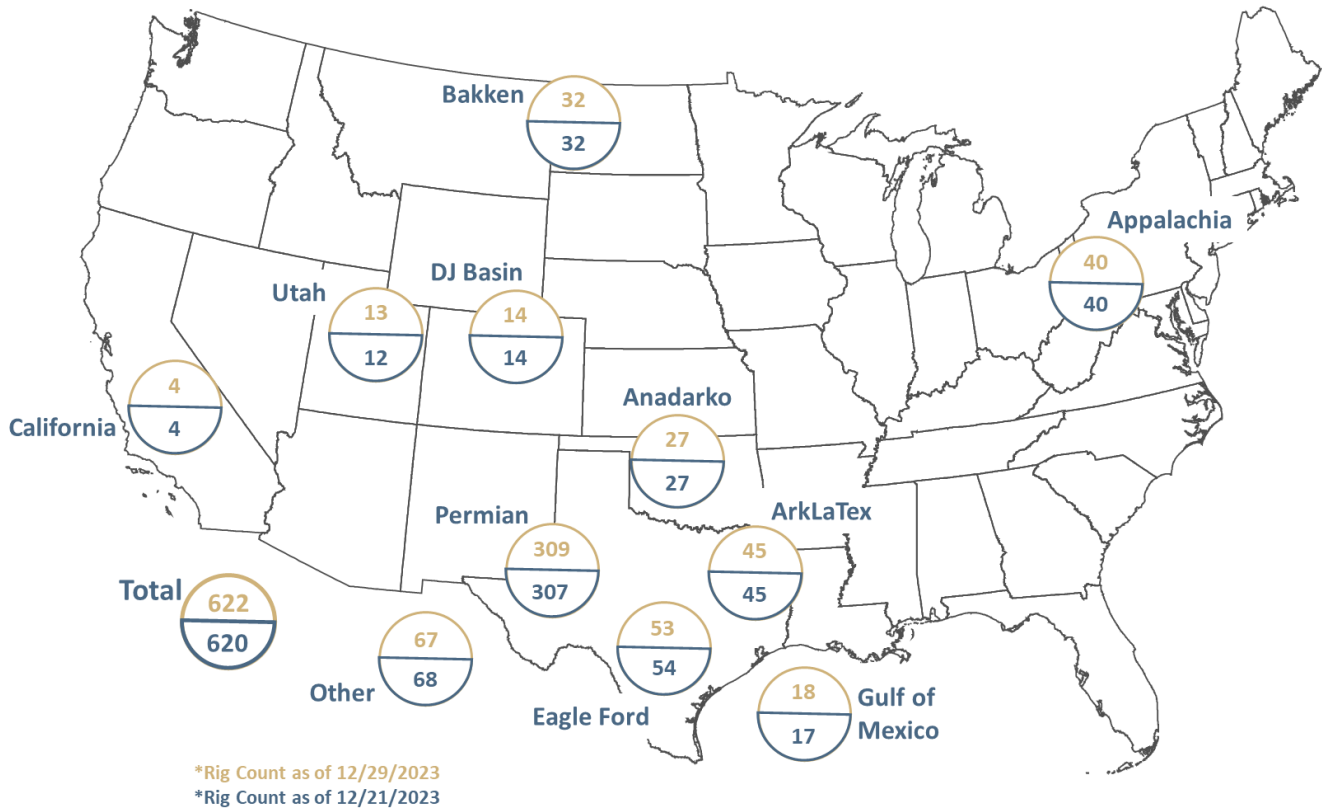 Bakken
32
32
Appalachia
40
40
DJ Basin
14
14
Utah
13
12
California
4
4
Anadarko
27
27
ArkLaTex
45
45
Permian
309
307
Total
622
620
Other
67
68
Eagle Ford
53
54
Gulf of
Mexico
18
17
*Rig Count as of 12/29/2023
*Rig Count as of 12/21/2023